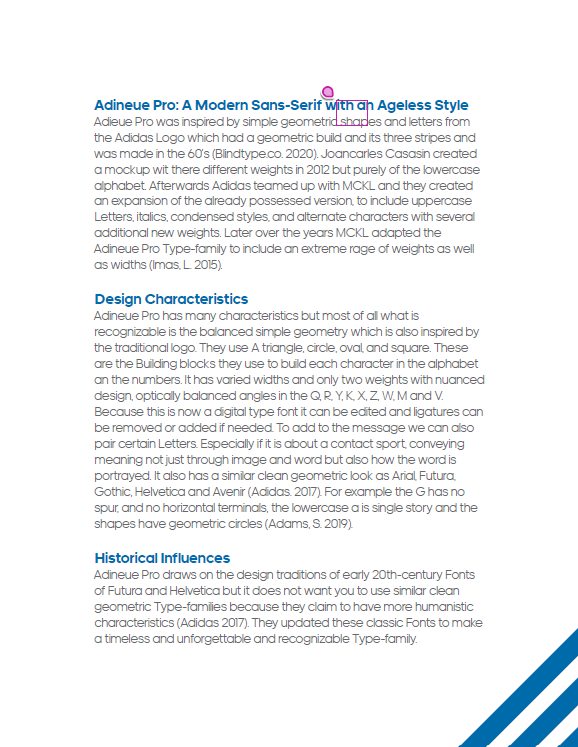 Adineue Pro: A Modern Sans-Serif with an Ageless Style
Adieue Pro was inspired by simple geometric shapes and letters from
the Adidas Logo which had a geometric build and its three stripes and
was made in the 60's (Blindtype.co. 2020). Joancarles Casasin created
a mockup wit there different weights in 2012 but purely of the lowercase
alphabet. Afterwards Adidas teamed up with MCKL and they created
an expansion of the already possessed version, to include uppercase
Letters, italics, condensed styles, and alternate characters with several
additional new weights. Later over the years MCKL adapted the
Adineue Pro Type-family to include an extreme rage of weights as well
as widths (Imas, L. 2015).
Design Characteristics
Adineue Pro has many characteristics but most of all what is
recognizable is the balanced simple geometry which is also inspired by
the traditional logo. They use A triangle, circle, oval, and square. These
are the Building blocks they use to build each character in the alphabet
an the numbers. It has varied widths and only two weights with nuanced
design, optically balanced angles in the Q, R, Y, K, X, Z, W, M and V.
Because this is now a digital type font it can be edited and ligatures can
be removed or added if needed. To add to the message we can also
pair certain Letters. Especially if it is about a contact sport, conveying
meaning not just through image and word but also how the word is
portrayed. It also has a similar clean geometric look as Arial, Futura,
Gothic, Helvetica and Avenir (Adidas. 2017). For example the G has no
spur, and no horizontal terminals, the lowercase a is single story and the
shapes have geometric circles (Adams, S. 2019).
Historical Influences
Adineue Pro draws on the design traditions of early 20th-century Fonts
of Futura and Helvetica but it does not want you to use similar clean
geometric Type-families because they claim to have more humanistic
characteristics (Adidas 2017). They updated these classic Fonts to make
a timeless and unforgettable and recognizable Type-family.